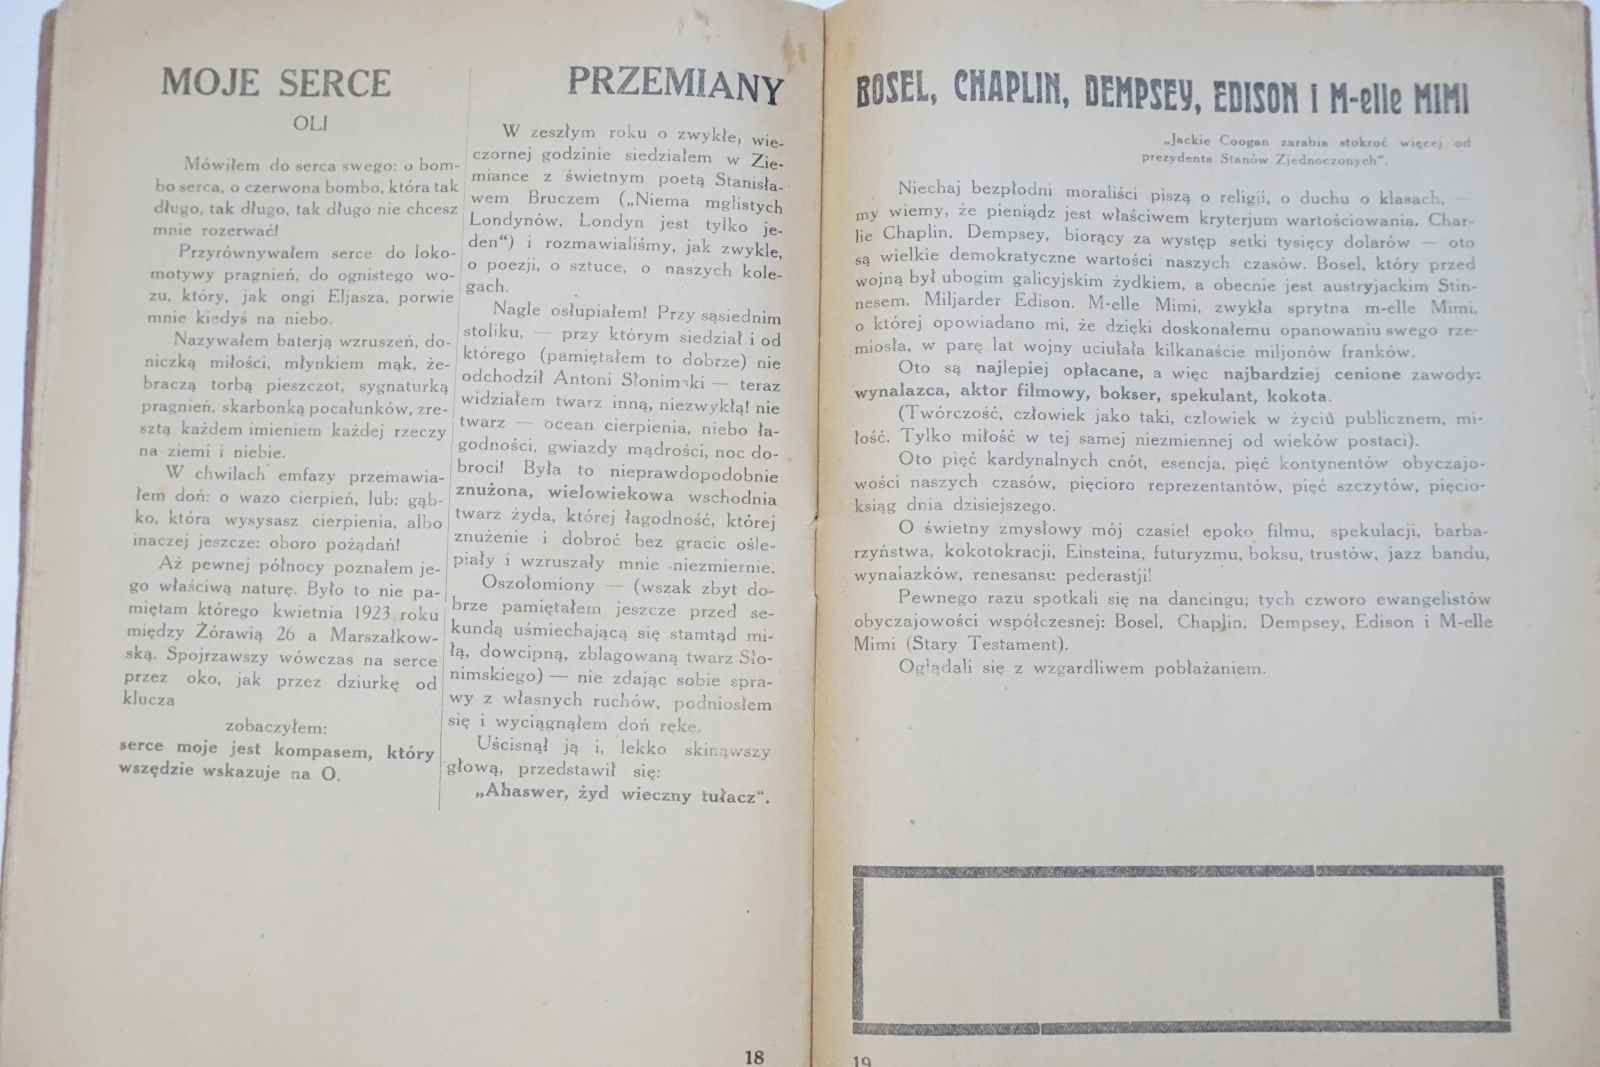 MOJE SERCE
OLI
Mówiłem do serca swego: o bom-
bo serca, o czerwona bombo, która tak
długo, tak długo, tak długo nie chcesz
mnie rozerwać!
Przyrównywałem serce do loko-
motywy pragnień, do ognistego wo-
zu, który, jak ongi Eljasza, porwie
mnie kiedyś na niebo.
Nazywałem baterją wzruszeń, do-
niczką miłości, młynkiem mąk, że-
braczą torbą pieszczot, sygnaturką
pragnień, skarbonką pocałunków, zre-
sztą każdem imieniem każdej rzeczy
na ziemi i niebie.
W chwilach emfazy przemawia-
łem doń: o wazo cierpień, lub: gąb-
ko, która wysysasz cierpienia, albo
inaczej jeszcze: oboro pożądań!
Aż pewnej północy poznałem je-
go właściwą naturę. Było to nie pa-
miętam którego kwietnia 1923 roku
między Żórawią 26 a Marszałkow-
ską. Spojrzawszy wówczas na serce
przez oko, jak przez dziurkę od
klucza
zobaczyłem:
serce moje jest kompasem, który
wszędzie wskazuje na O.
PRZEMIANY
W zeszłym roku o zwykłe, wie-
czornej godzinie siedziałem w Zie-
miance z świetnym poetą Stanisła-
wem Bruczem („Niema mglistych
Londynów, Londyn jest tylko je-
den“) i rozmawialiśmy, jak zwykle,
o poezji, o sztuce, o naszych kole-
gach.
Nagle osłupiałem! Przy sąsiednim
stoliku, — przy którym siedział i od
którego (pamiętałem to dobrze) nie
odchodził Antoni Słonimski — teraz
widziałem twarz inną, niezwykłą! nie
twarz — ocean cierpienia, niebo ła-
godności, gwiazdy mądrości, noc do-
broci! Była to nieprawdopodobnie
znużona, wielowiekowa wschodnia
twarz żyda, której łagodność, której
znużenie i dobroć bez gracic ośle-
piały i wzruszały mnie niezmiernie.
Oszołomiony — (wszak zbyt do-
brze pamiętałem jeszcze przed se-
kundą uśmiechającą się stamtąd mi-
łą, dowcipną, zblagowaną twarz Sło-
nimskiego) — nie zdając sobie spra-
wy z własnych ruchów, podniosłem
się i wyciągnąłem doń rękę.
Uścisnął ją i, lekko skinąwszy
głową, przedstawił się:
„Ahaswer, żyd wieczny tułacz“.
18
BOSEL, CHAPLIN, DEMPSEY, EDISON i M-elle MIMI
„Jackie Coogan zarabia stokroć więcej od
prezydenta Stanów Zjednoczonych“.
Niechaj bezpłodni moraliści piszą o religji, o duchu o klasach, —
my wiemy, że pieniądz jest właściwem kryterjum wartościowania. Char-
lie Chaplin, Dempsey, biorący za występ setki tysięcy dolarów — oto
są wielkie demokratyczne wartości naszych czasów. Bosel, który przed
wojną był ubogim galicyjskim żydkiem, a obecnie jest austryjackim Stin-
nesem. Miljarder Edison. M-elle Mimi, zwykła sprytna m-elle Mimi,
o której opowiadano mi, że dzięki doskonałemu opanowaniu swego rze-
miosła, w parę lat wojny uciułała kilkanaście miljonów franków.
Oto są najlepiej opłacane, a więc najbardziej cenione zawody:
wynalazca, aktor filmowy, bokser, spekulant, kokota.
(Twórczość, człowiek jako taki, człowiek w życiu publicznem, mi-
łość. Tylko miłość w tej samej niezmiennej od wieków postaci).
Oto pięć kardynalnych cnót, esencja, pięć kontynentów obyczajo-
wości naszych czasów, pięcioro reprezentantów, pięć szczytów, pięcio-
ksiąg dnia dzisiejszego.
O świetny zmysłowy mój czasie! epoko filmu, spekulacji, barba-
rzyństwa, kokotokracji, Einsteina, futuryzmu, boksu, trustów, jazz bandu,
wynalazków, renesansu pederastji!
Pewnego razu spotkali się na dancingu; tych czworo ewangelistów
obyczajowości współczesnej: Bosel, Chaplin, Dempsey, Edison i M-elle
Mimi (Stary Testament).
Oglądali się z wzgardliwem pobłażaniem.
19